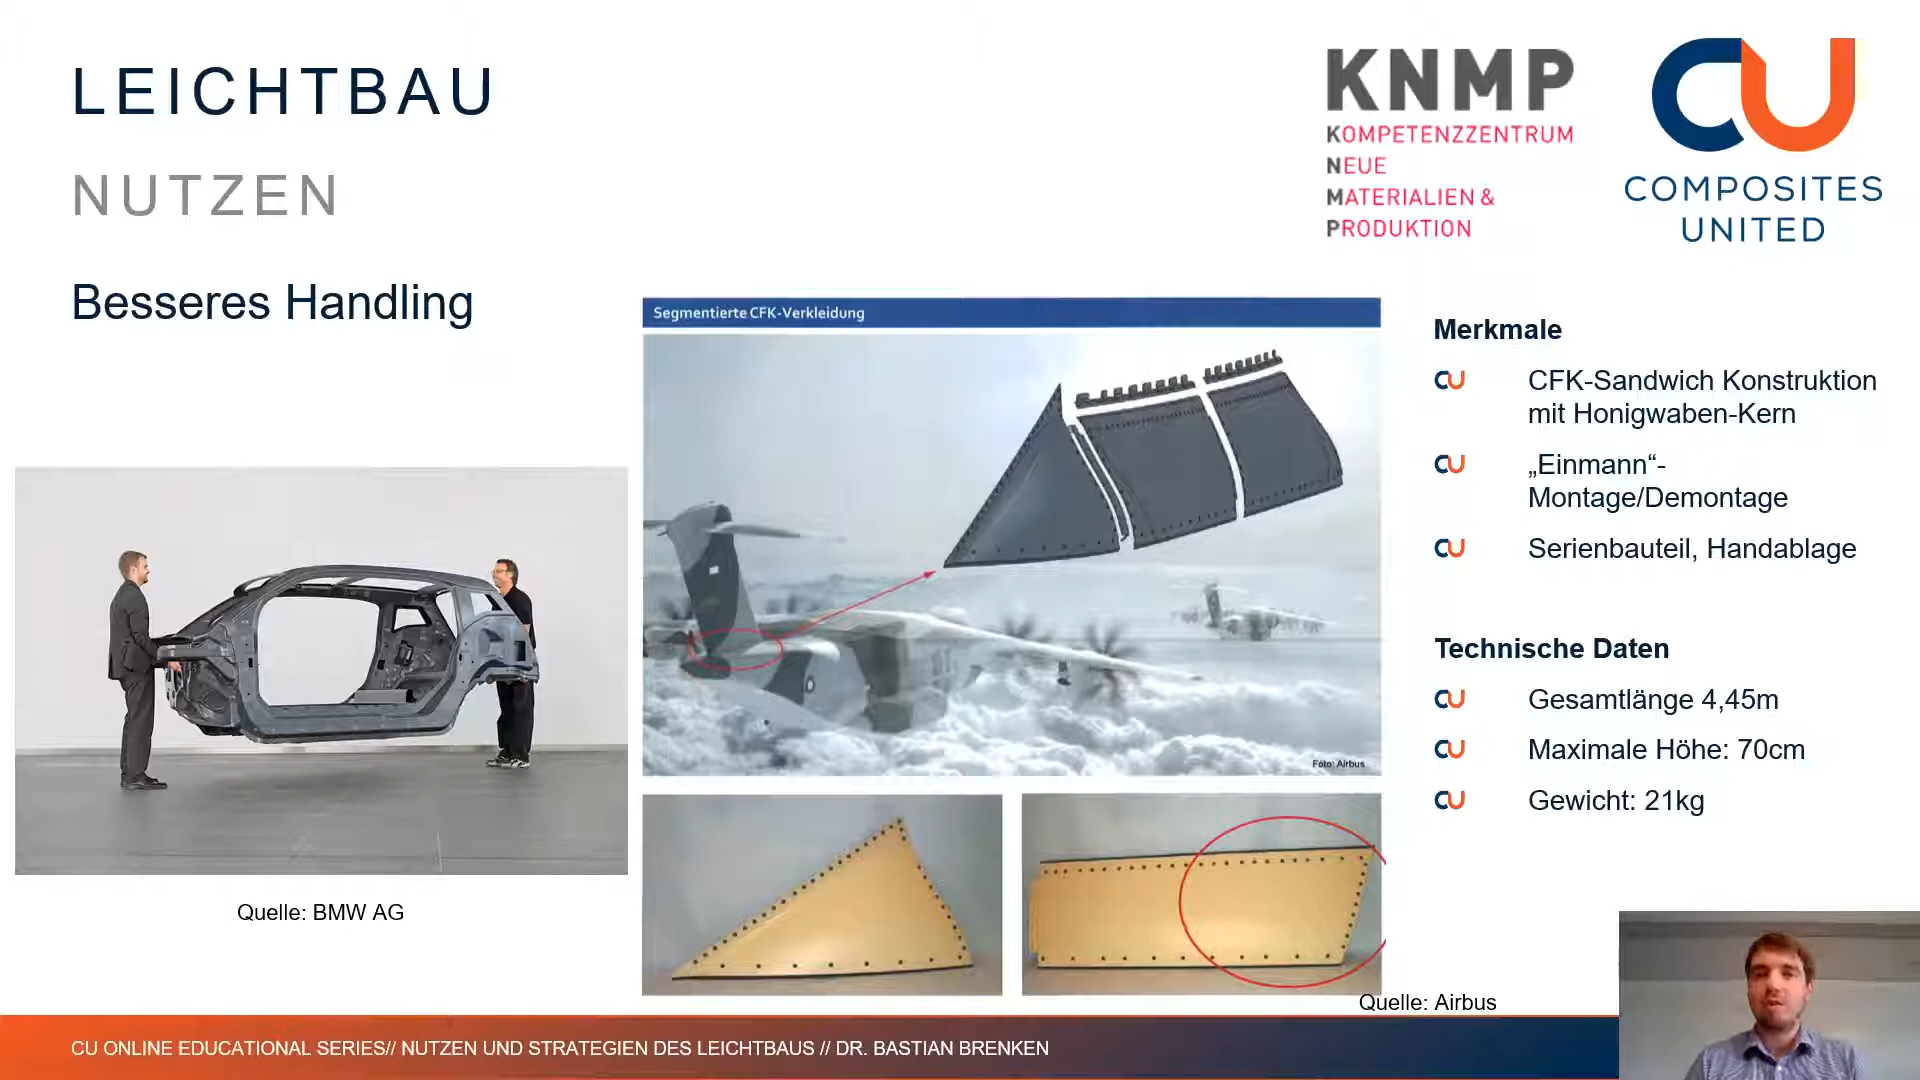 LEICHTBAU
NUTZEN
Besseres Handling
KNMP
KOMPETENZZENTRUM
NEUE
MATERIALIEN &
PRODUKTION
CU
COMPOSITES
UNITED
Segmentierte CFK-Verkleidung
Foto: Airbus
Quelle: BMW AG
Quelle: Airbus
Merkmale
CFK-Sandwich Konstruktion
mit Honigwaben-Kern
„Einmann“-
Montage/Demontage
Serienbauteil, Handablage
Technische Daten
Gesamtlänge 4,45m
Maximale Höhe: 70cm
Gewicht: 21kg
CU ONLINE EDUCATIONAL SERIES// NUTZEN UND STRATEGIEN DES LEICHTBAUS // DR. BASTIAN BRENKEN